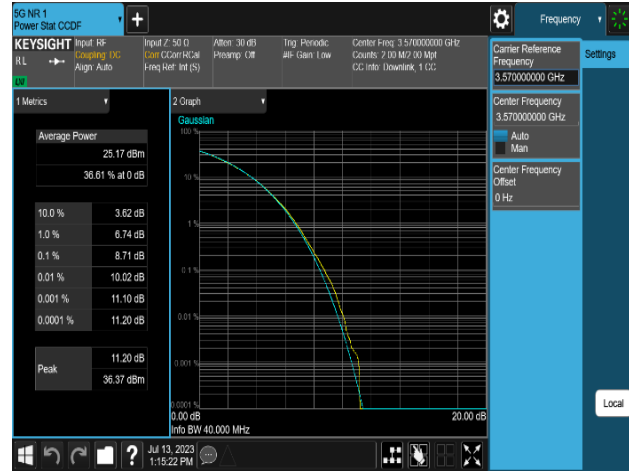 5G NR 1
Power Stat CCDF
Frequency
KEYSIGHT
Input: RF
Input Z: 50 Ω
Atten: 30 dB
Trig: Periodic
Center Freq: 3.570000000 GHz
RL
Coupling: DC
Corr CCorr RCal
Preamp: Off
#IF Gain: Low
Counts: 2.00 M/2.00 Mpt
Align: Auto
Freq Ref: Int (S)
CC Info: Downlink, 1 CC
Carrier Reference
Frequency
3.570000000 GHz
Settings
1 Metrics
2 Graph
Center Frequency
3.570000000 GHz
Auto
Man
Center Frequency
Offset
0 Hz
Gaussian
100 %
Average Power
25.17 dBm
36.61 % at 0 dB
10 %
10.0 % 3.62 dB
1.0 % 6.74 dB
1 %
0.1 % 8.71 dB
0.01 % 10.02 dB
0.1 %
0.001 % 11.10 dB
0.0001 % 11.20 dB
0.01 %
Peak
11.20 dB
36.37 dBm
0.001 %
0.0001 %
0.00 dB
20.00 dB
Info BW 40.000 MHz
Local
?
Jul 13, 2023
1:15:22 PM